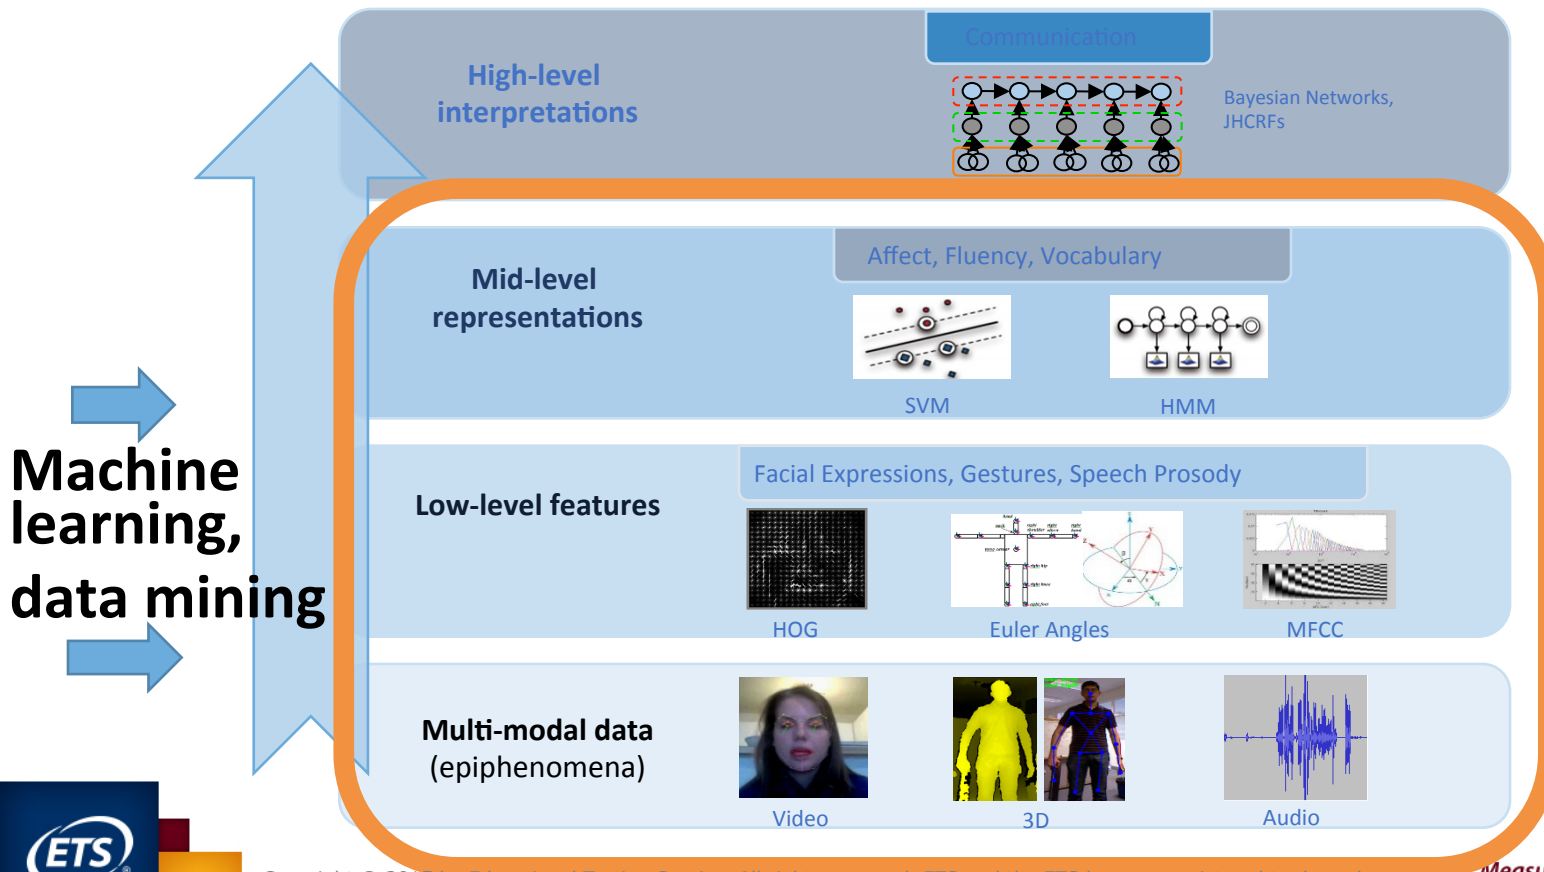 Communication
High-level
interpretations
Bayesian Networks,
JHCRFs
Affect, Fluency, Vocabulary
Mid-level
representations
SVM
HMM
Machine
learning,
data mining
Facial Expressions, Gestures, Speech Prosody
Low-level features
HOG
Euler Angles
MFCC
Multi-modal data
(epiphenomena)
Video
3D
Audio
ETS